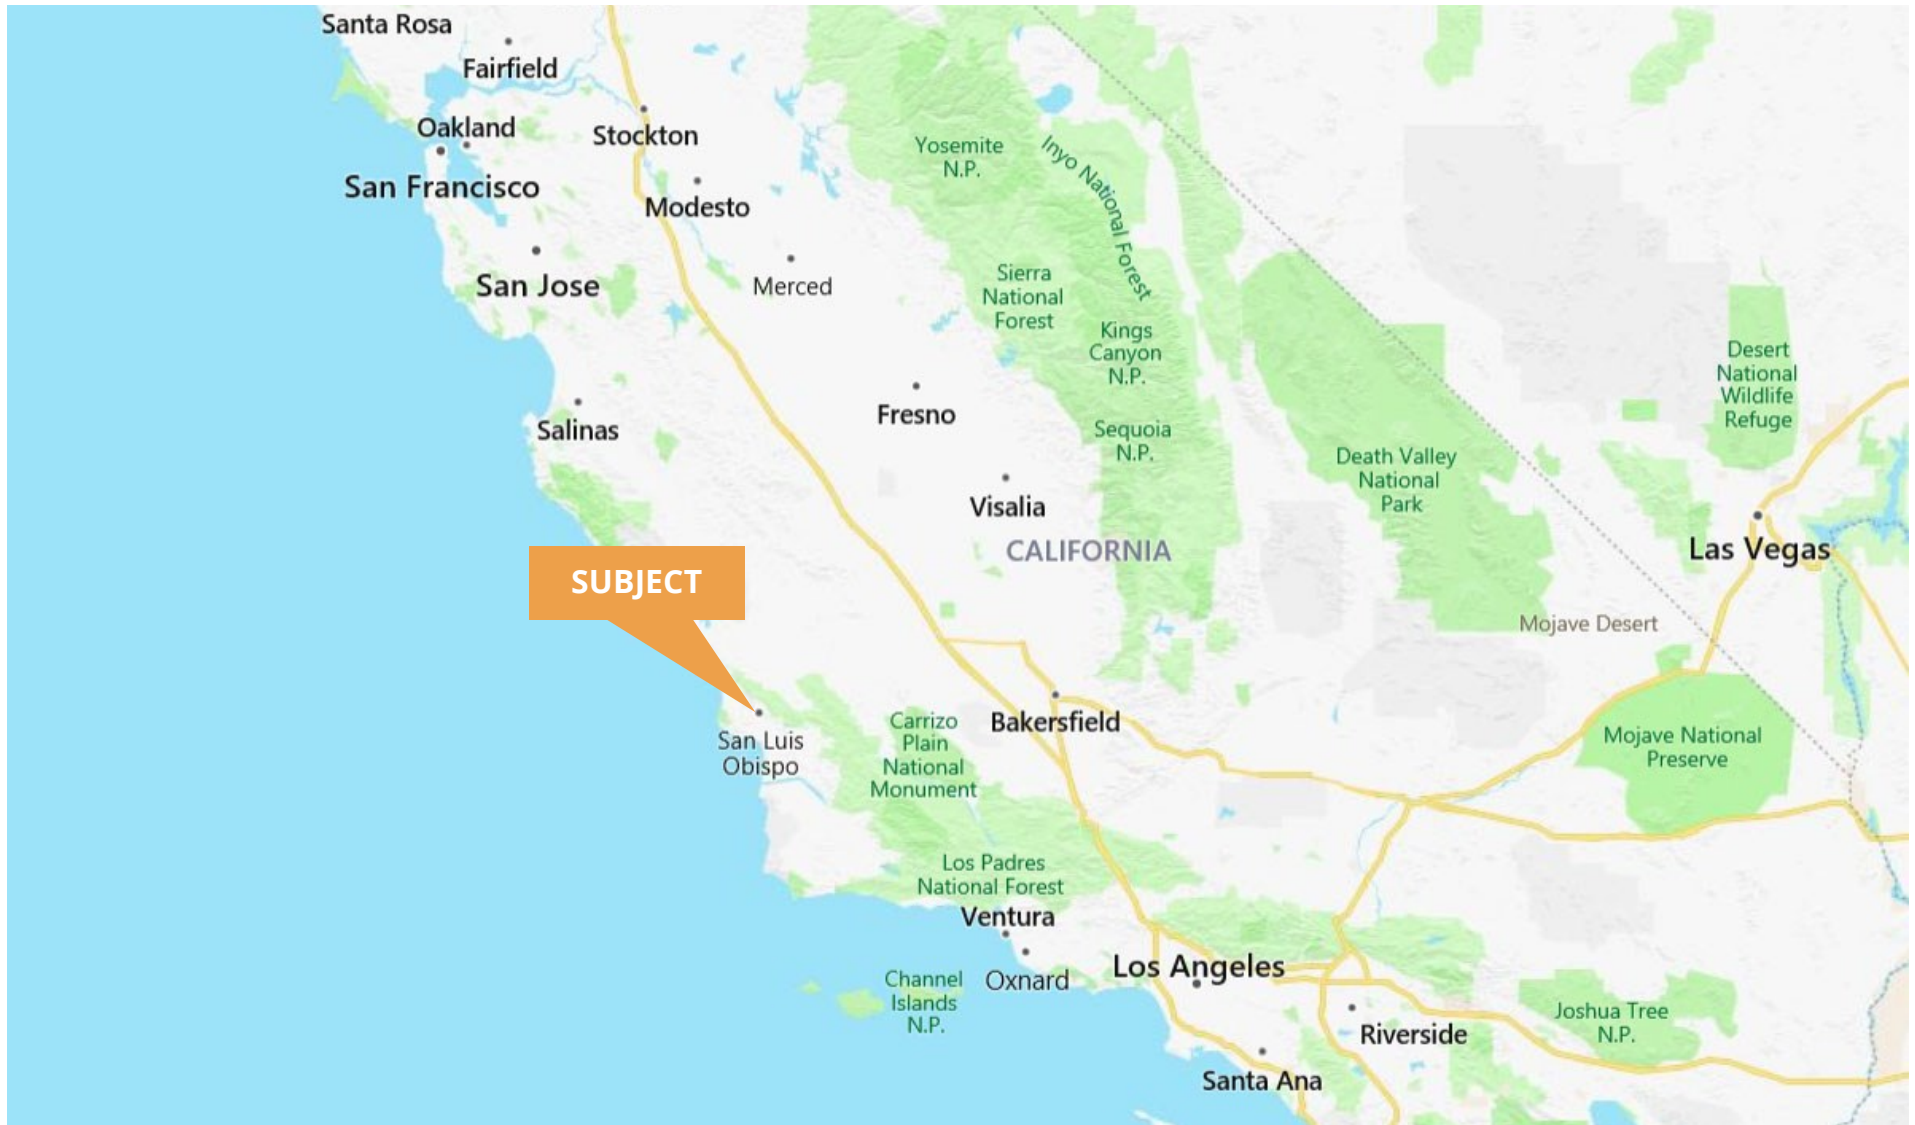 Santa Rosa
Fairfield
Oakland
Stockton
San Francisco
Modesto
San Jose
Merced
Yosemite
N.P.
Inyo National Forest
Sierra
National
Forest
Kings
Canyon
N.P.
Desert
National
Wildlife
Refuge
Salinas
Fresno
Sequoia
N.P.
Visalia
Death Valley
National
Park
CALIFORNIA
Las Vegas
SUBJECT
Mojave Desert
San Luis
Obispo
Carrizo
Plain
National
Monument
Bakersfield
Mojave National
Preserve
Los Padres
National Forest
Ventura
Channel
Islands
N.P.
Oxnard
Los Angeles
Riverside
Joshua Tree
N.P.
Santa Ana